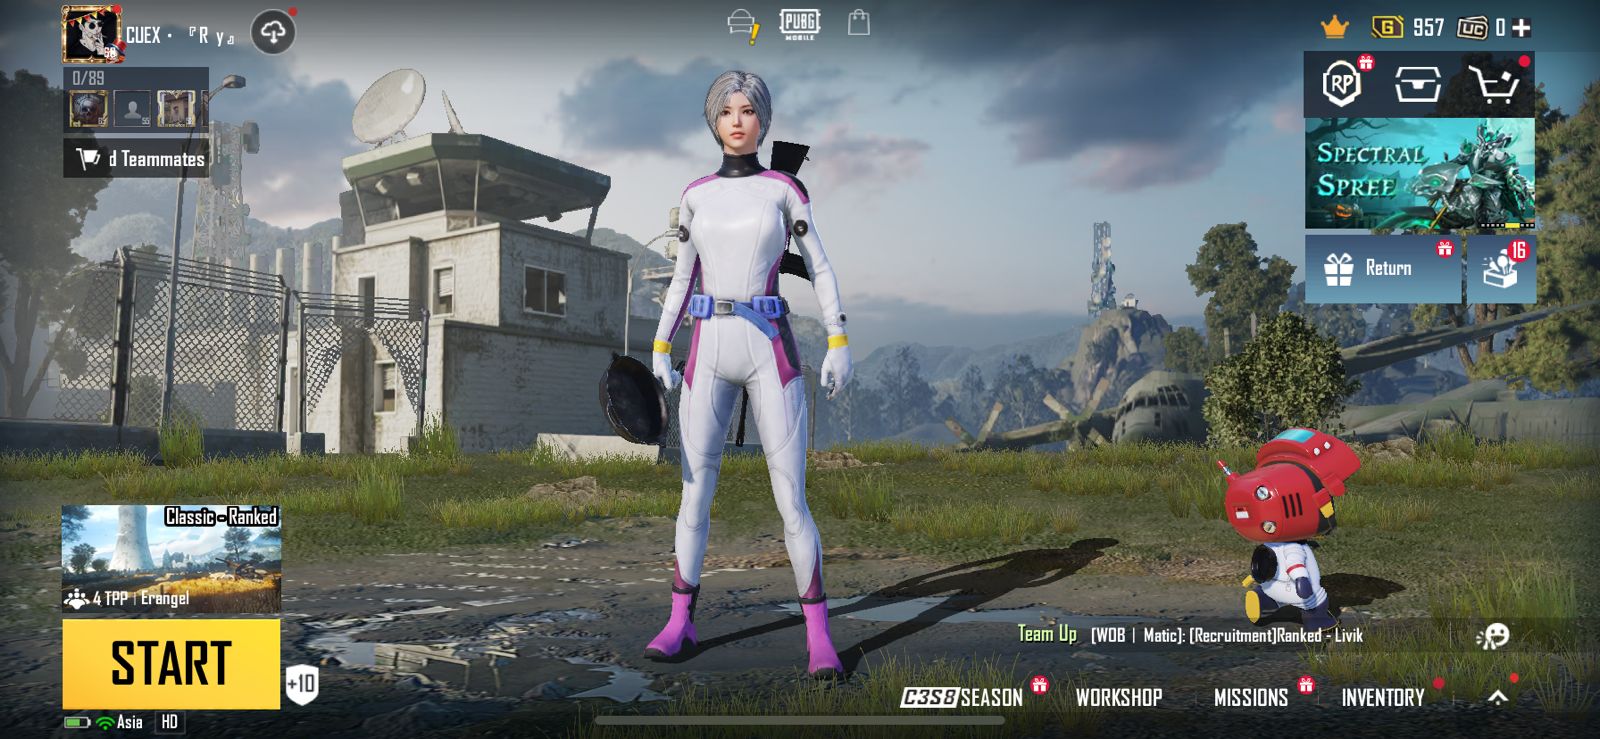 CUEX · 『R y』
PUBG
MOBILE
G 957 UC 0 +
0/89
d Teammates
RP
SPECTRAL
SPREE
Return
16
Classic - Ranked
4 TPP | Erangel
START
+10
Asia HD
Team Up [WOB | Matic]: [Recruitment]Ranked - Livik
C3S8 SEASON WORKSHOP MISSIONS INVENTORY